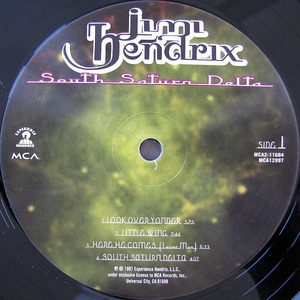 jimi
hendrix
South Saturn Delta
EXPERIENCE
HENDRIX
MCA
SIDE 1
MCA2-11684
MCA12997
1 LOOK OVER YONDER 3:25
2 LITTLE WING 2:44
3 HERE HE COMES (Lover Man) 6:33
4 SOUTH SATURN DELTA 4:07
℗ © 1997 Experience Hendrix, L.L.C.,
under exclusive license to MCA Records, Inc.,
Universal City, CA 91608